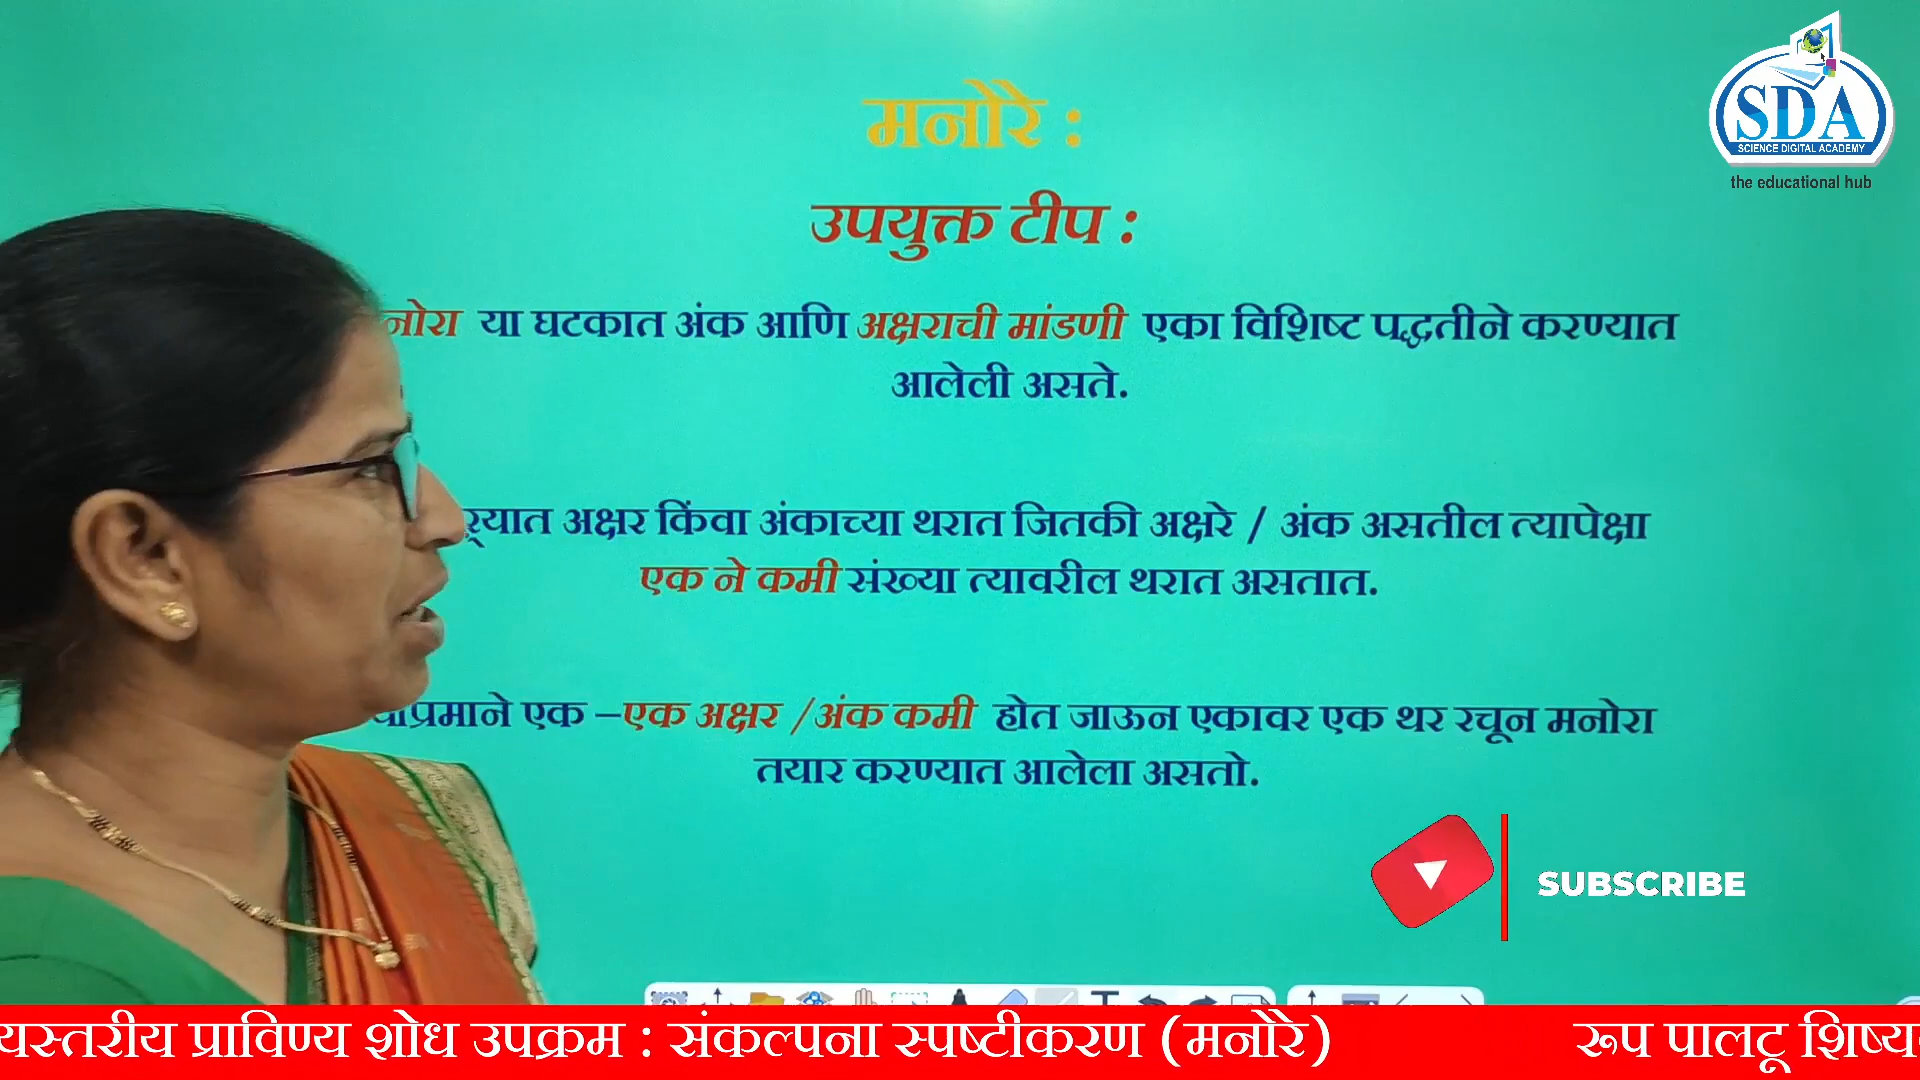 SDA
SCIENCE DIGITAL ACADEMY
the educational hub
मनोरे :
उपयुक्त टीप :
या घटकात अंक आणि अक्षराची मांडणी एका विशिष्ट पद्धतीने करण्यात
आलेली असते.
अक्षर किंवा अंकाच्या थरात जितकी अक्षरे / अंक असतील त्यापेक्षा
एक ने कमी संख्या त्यावरील थरात असतात.
एक –एक अक्षर /अंक कमी होत जाऊन एकावर एक थर रचून मनोरा
तयार करण्यात आलेला असतो.
SUBSCRIBE
प्राविण्य शोध उपक्रम : संकल्पना स्पष्टीकरण (मनोरे) रुप पालटू